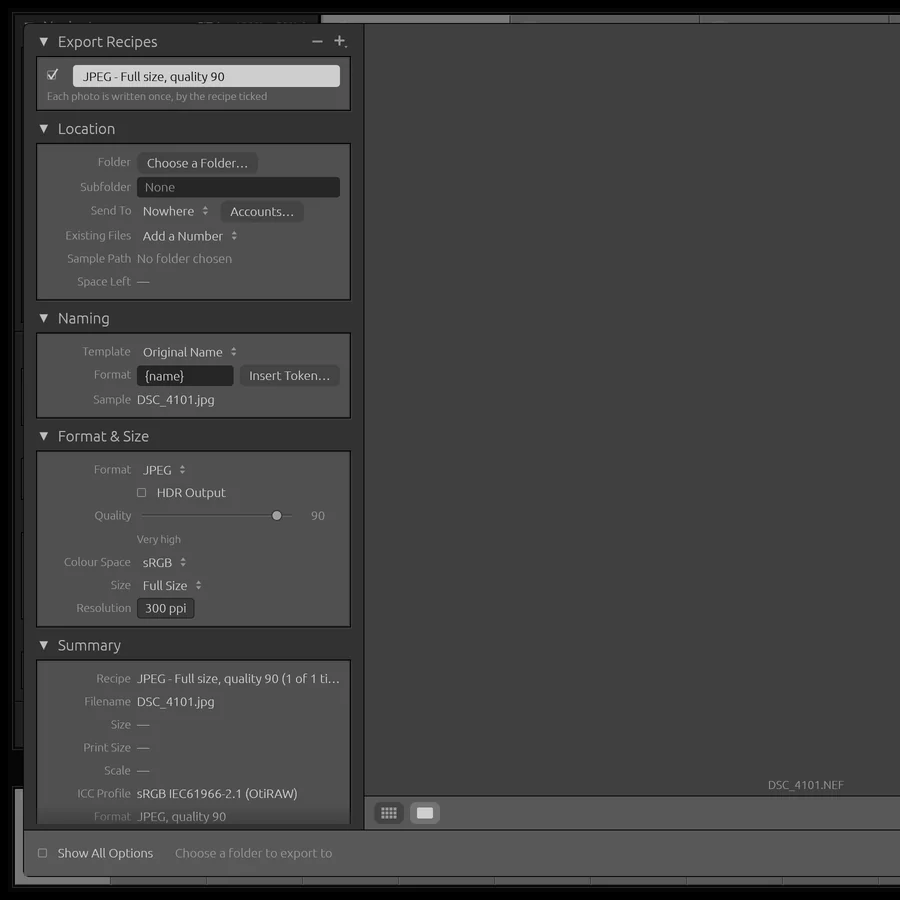 Export Recipes
JPEG - Full size, quality 90
Each photo is written once, by the recipe ticked
Location
Folder Choose a Folder...
Subfolder None
Send To Nowhere Accounts...
Existing Files Add a Number
Sample Path No folder chosen
Space Left —
Naming
Template Original Name
Format {name} Insert Token...
Sample DSC_4101.jpg
Format & Size
Format JPEG
HDR Output
Quality 90
Very high
Colour Space sRGB
Size Full Size
Resolution 300 ppi
Summary
Recipe JPEG - Full size, quality 90 (1 of 1 ti...
Filename DSC_4101.jpg
Size —
Print Size —
Scale —
ICC Profile sRGB IEC61966-2.1 (OtiRAW)
Format JPEG, quality 90
DSC_4101.NEF
Show All Options Choose a folder to export to